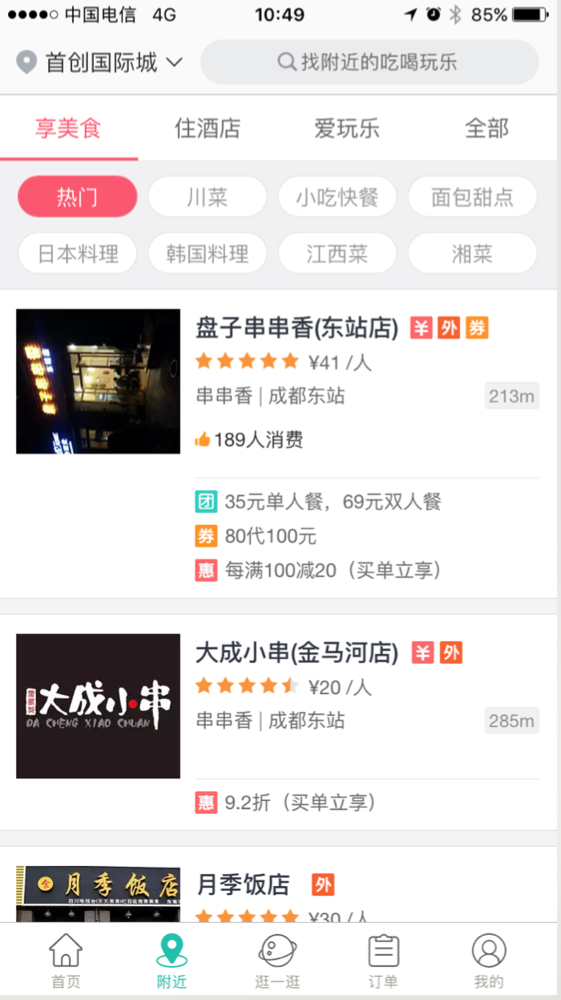 中国电信 4G 10:49 85%
首创国际城 找附近的吃喝玩乐
享美食 住酒店 爱玩乐 全部
热门 川菜 小吃快餐 面包甜点
日本料理 韩国料理 江西菜 湘菜
盘子串串香(东站店) ¥ 外 券
¥41 /人
串串香 | 成都东站 213m
189人消费
团 35元单人餐，69元双人餐
券 80代100元
惠 每满100减20（买单立享）
大成小串(金马河店) ¥ 外
大成小串
DA CHENG XIAO CHUAN
¥20 /人
串串香 | 成都东站 285m
惠 9.2折（买单立享）
月季饭店
月季饭店 外
¥30 /人
首页 附近 逛一逛 订单 我的